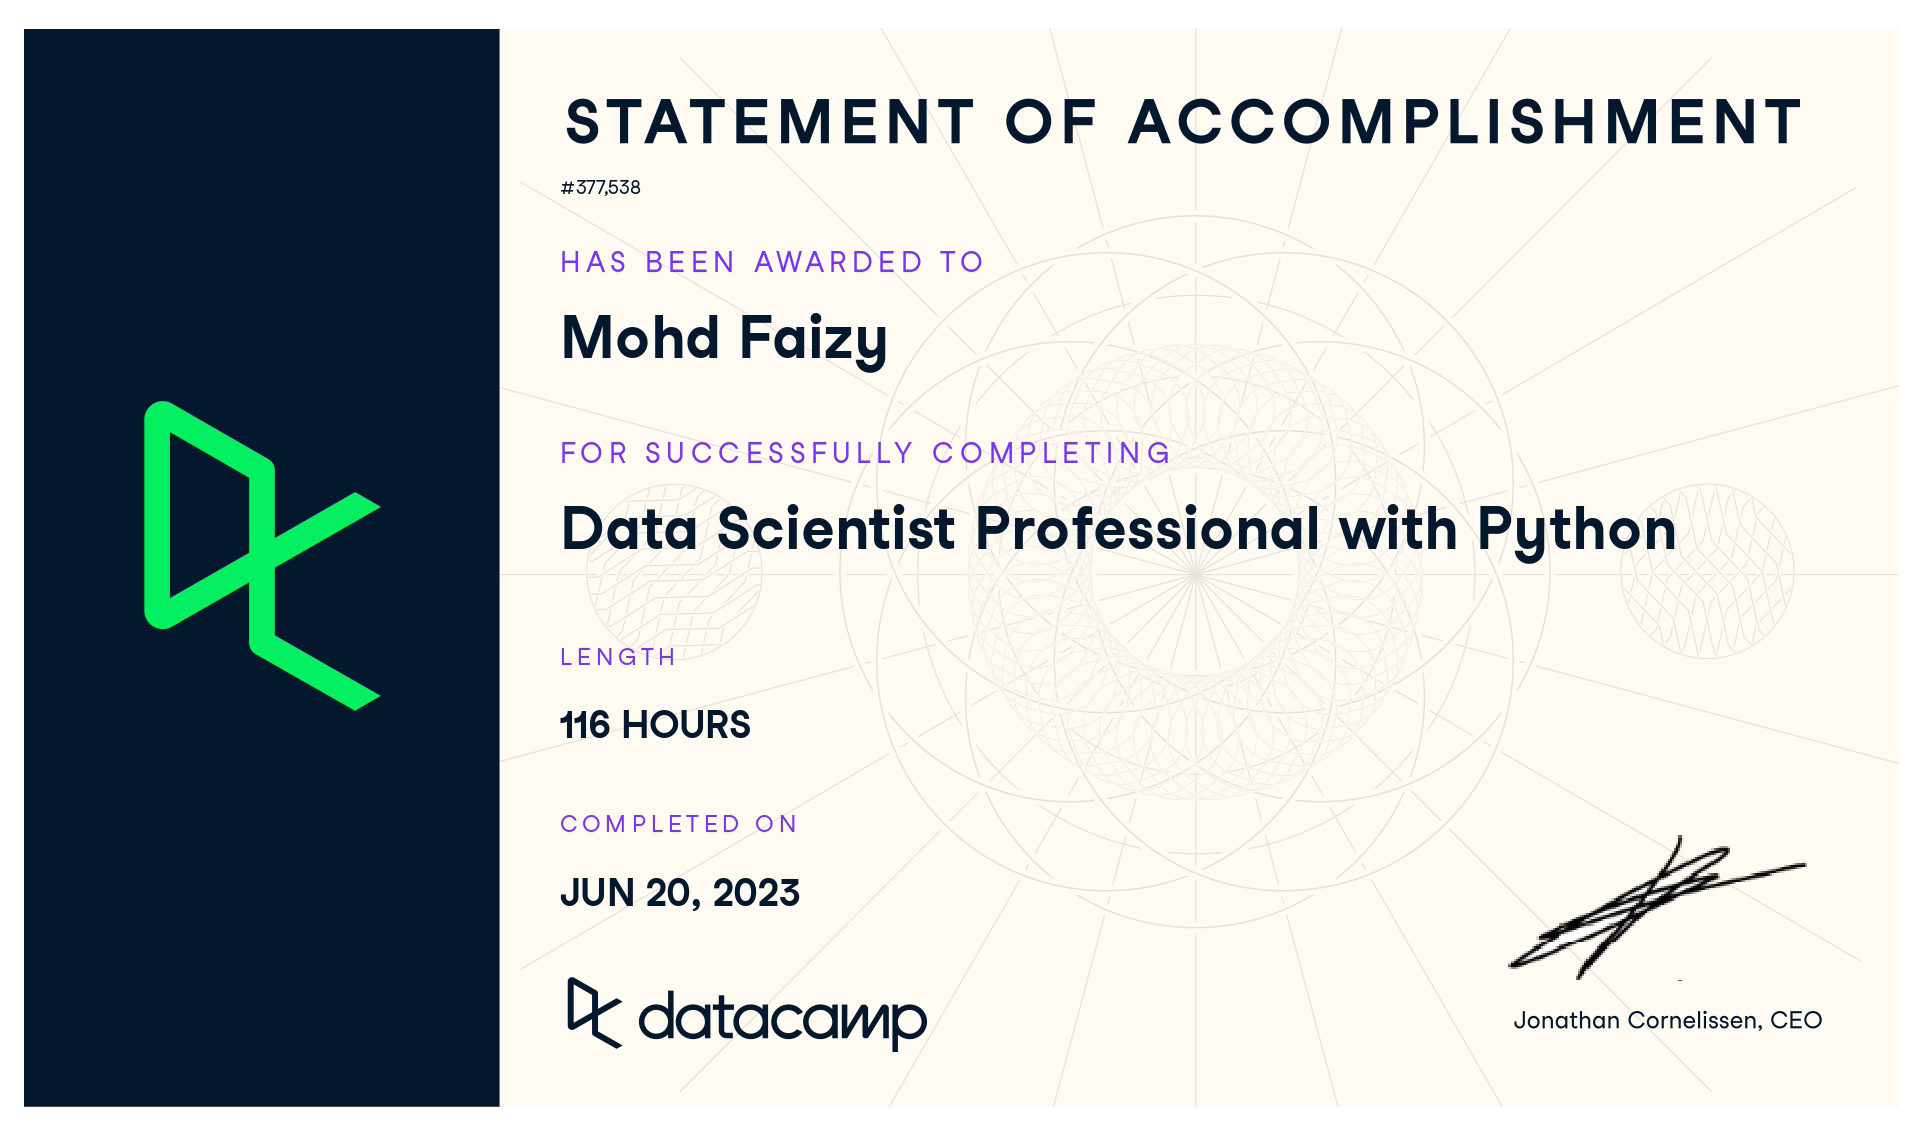 STATEMENT OF ACCOMPLISHMENT
#377,538
HAS BEEN AWARDED TO
Mohd Faizy
FOR SUCCESSFULLY COMPLETING
Data Scientist Professional with Python
LENGTH
116 HOURS
COMPLETED ON
JUN 20, 2023
datacamp
Jonathan Cornelissen, CEO